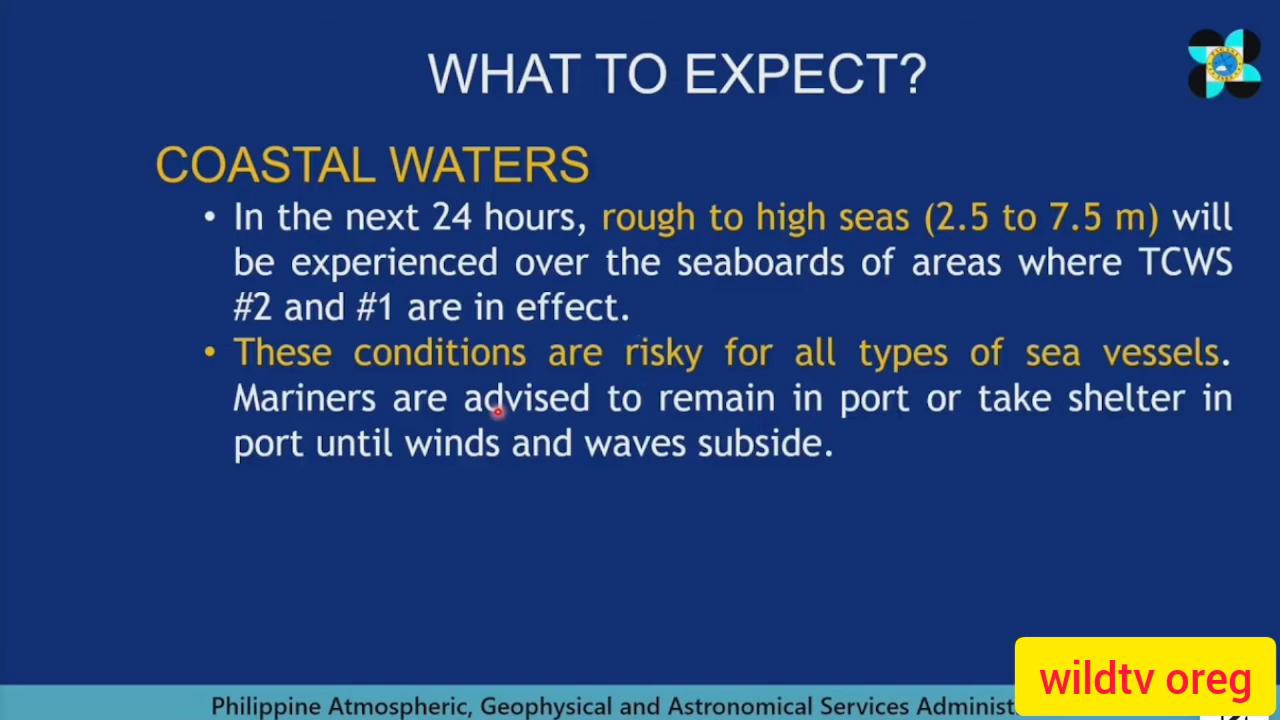 WHAT TO EXPECT?
COASTAL WATERS
• In the next 24 hours, rough to high seas (2.5 to 7.5 m) will
be experienced over the seaboards of areas where TCWS
#2 and #1 are in effect.
• These conditions are risky for all types of sea vessels.
Mariners are advised to remain in port or take shelter in
port until winds and waves subside.
wildtv oreg
Philippine Atmospheric, Geophysical and Astronomical Services